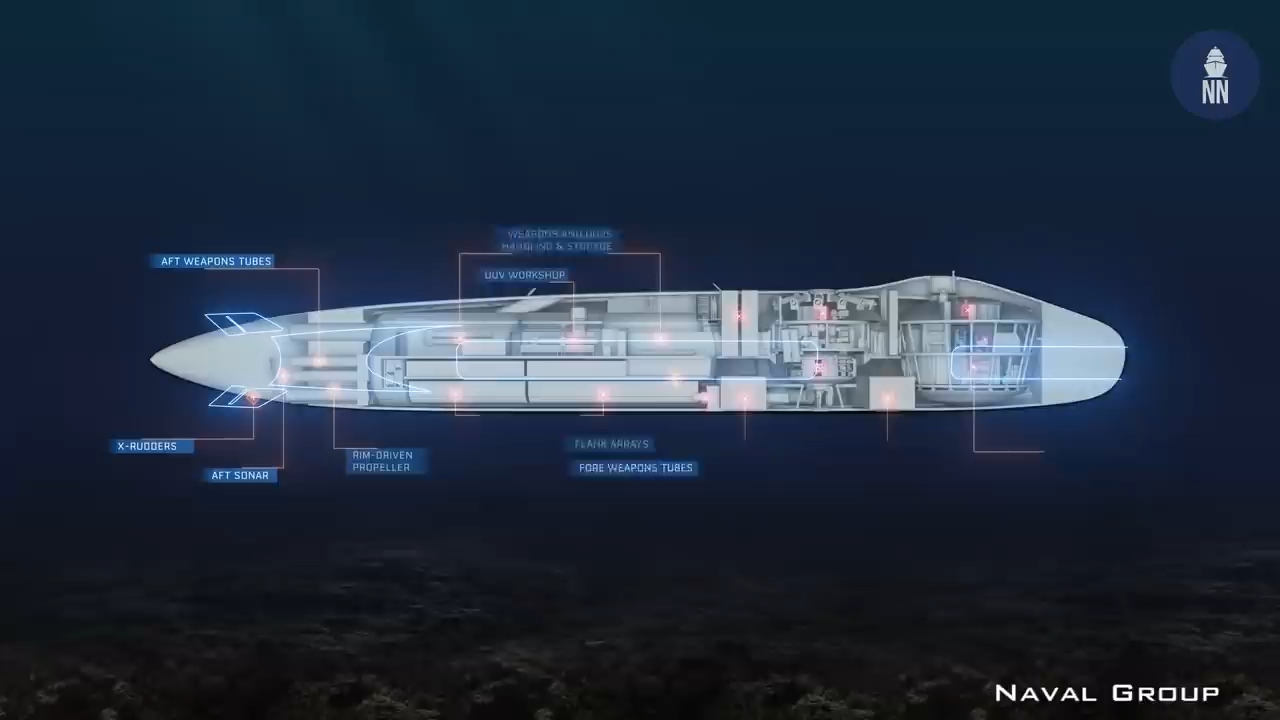 NN
WEAPONS & UUVS
HANDLING & STORAGE
AFT WEAPONS TUBES
UUV WORKSHOP
X-RUDDERS
AFT SONAR
RIM-DRIVEN
PROPELLER
FLANK ARRAYS
FORE WEAPONS TUBES
NAVAL GROUP